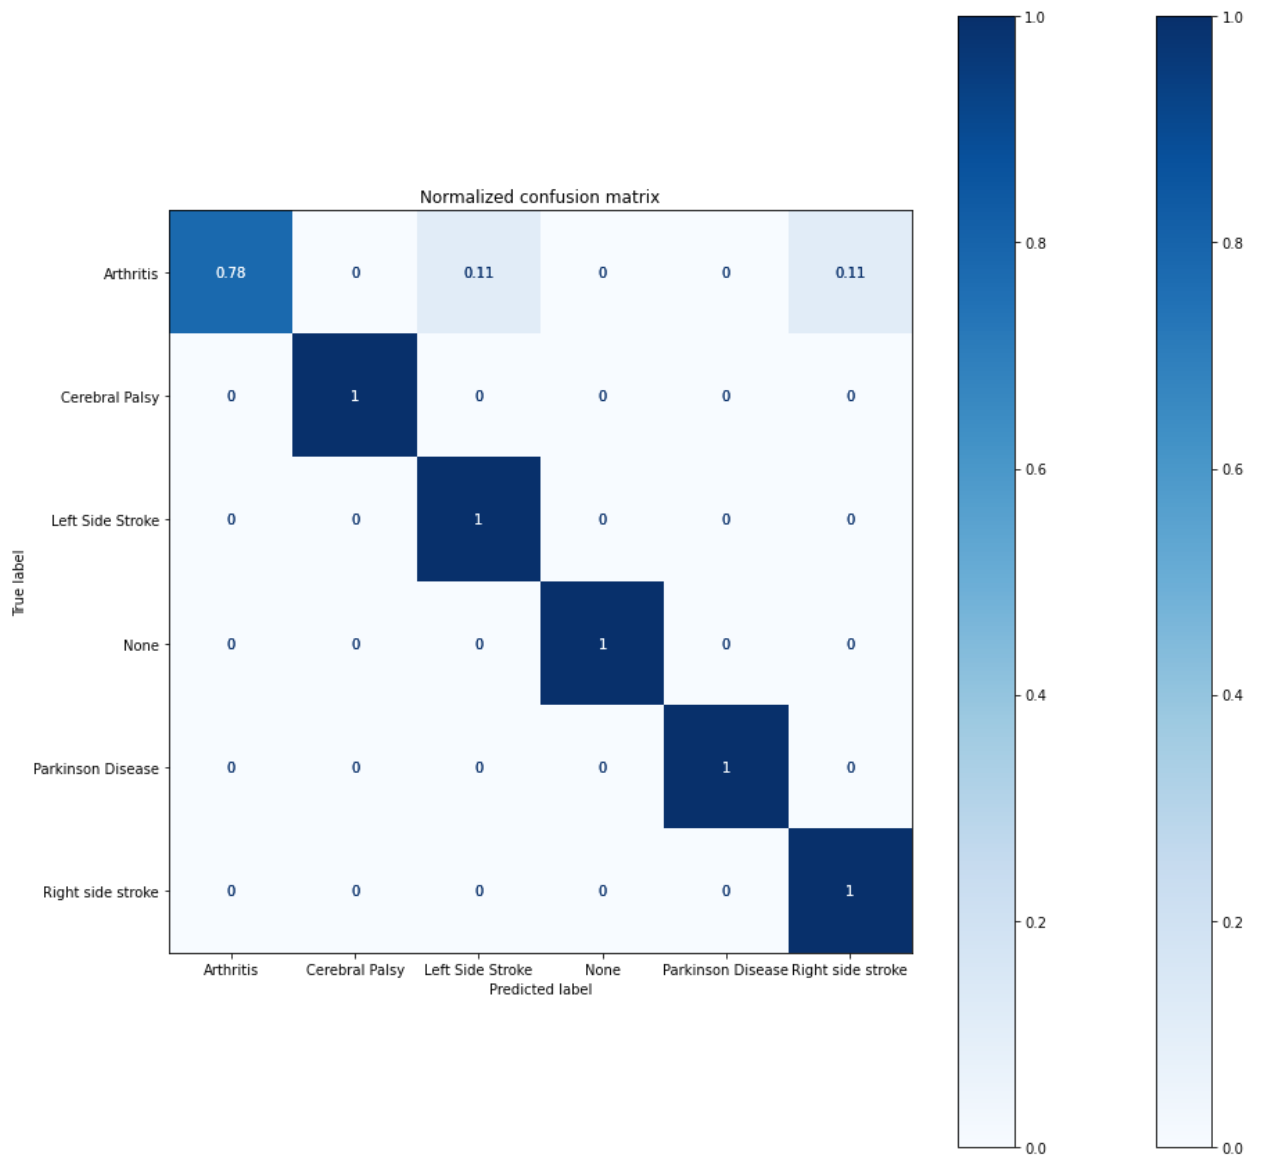 Normalized confusion matrix
True label
Arthritis 0.78 0 0.11 0 0 0.11
Cerebral Palsy 0 1 0 0 0 0
Left Side Stroke 0 0 1 0 0 0
None 0 0 0 1 0 0
Parkinson Disease 0 0 0 0 1 0
Right side stroke 0 0 0 0 0 1
Arthritis Cerebral Palsy Left Side Stroke None Parkinson Disease Right side stroke
Predicted label
1.0
0.8
0.6
0.4
0.2
0.0
1.0
0.8
0.6
0.4
0.2
0.0